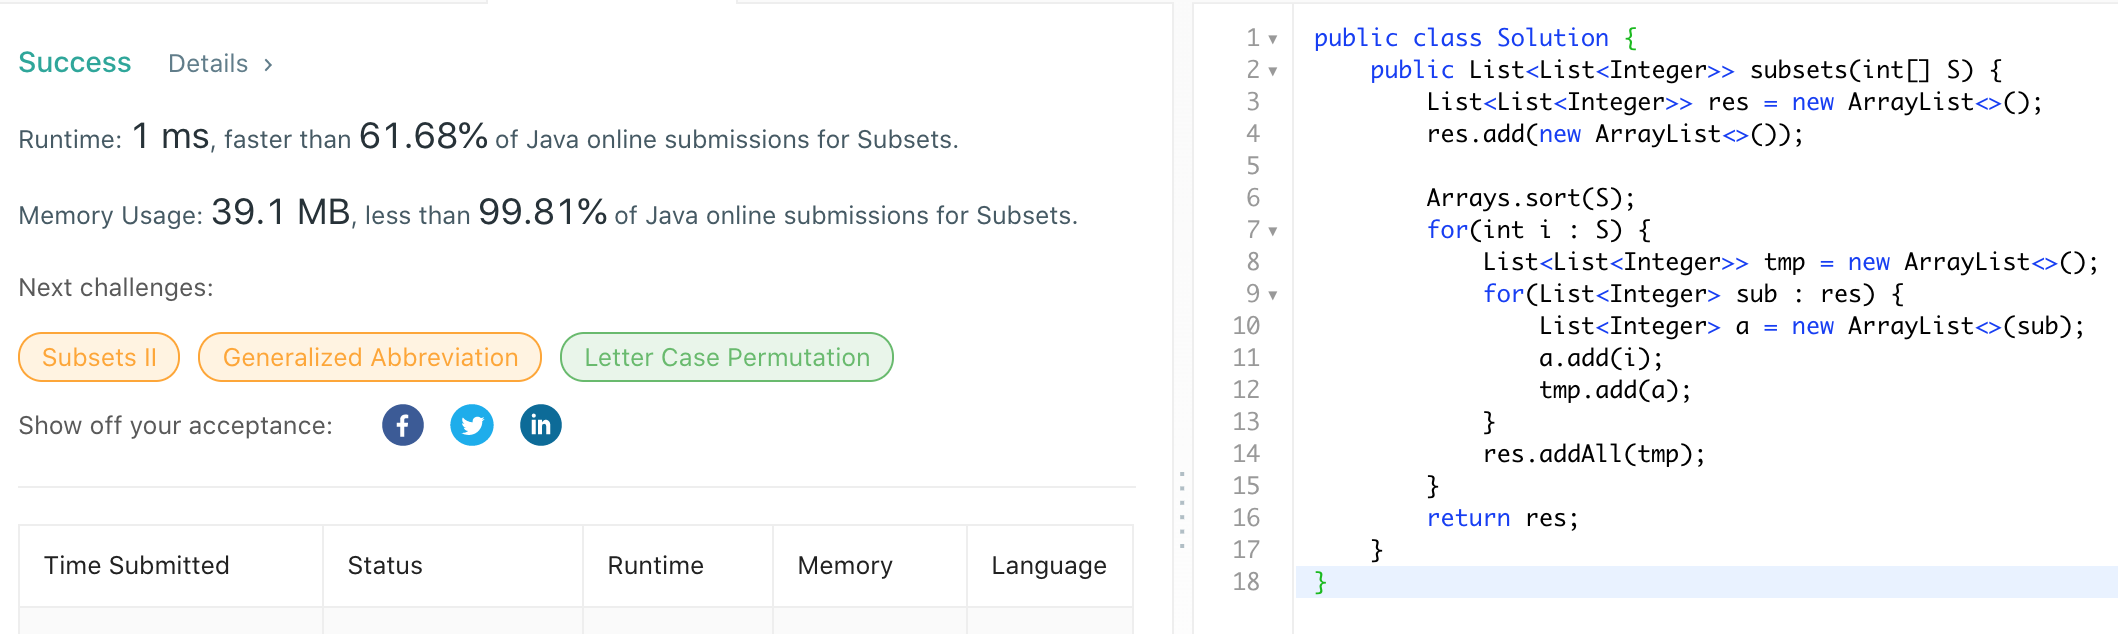 Success Details >
Runtime: 1 ms, faster than 61.68% of Java online submissions for Subsets.
Memory Usage: 39.1 MB, less than 99.81% of Java online submissions for Subsets.
Next challenges:
Subsets II Generalized Abbreviation Letter Case Permutation
Show off your acceptance: f in
Time Submitted Status Runtime Memory Language
1 public class Solution {
2     public List<List<Integer>> subsets(int[] S) {
3         List<List<Integer>> res = new ArrayList<>();
4         res.add(new ArrayList<>());
5
6         Arrays.sort(S);
7         for(int i : S) {
8             List<List<Integer>> tmp = new ArrayList<>();
9             for(List<Integer> sub : res) {
10                 List<Integer> a = new ArrayList<>(sub);
11                 a.add(i);
12                 tmp.add(a);
13             }
14             res.addAll(tmp);
15         }
16         return res;
17     }
18 }